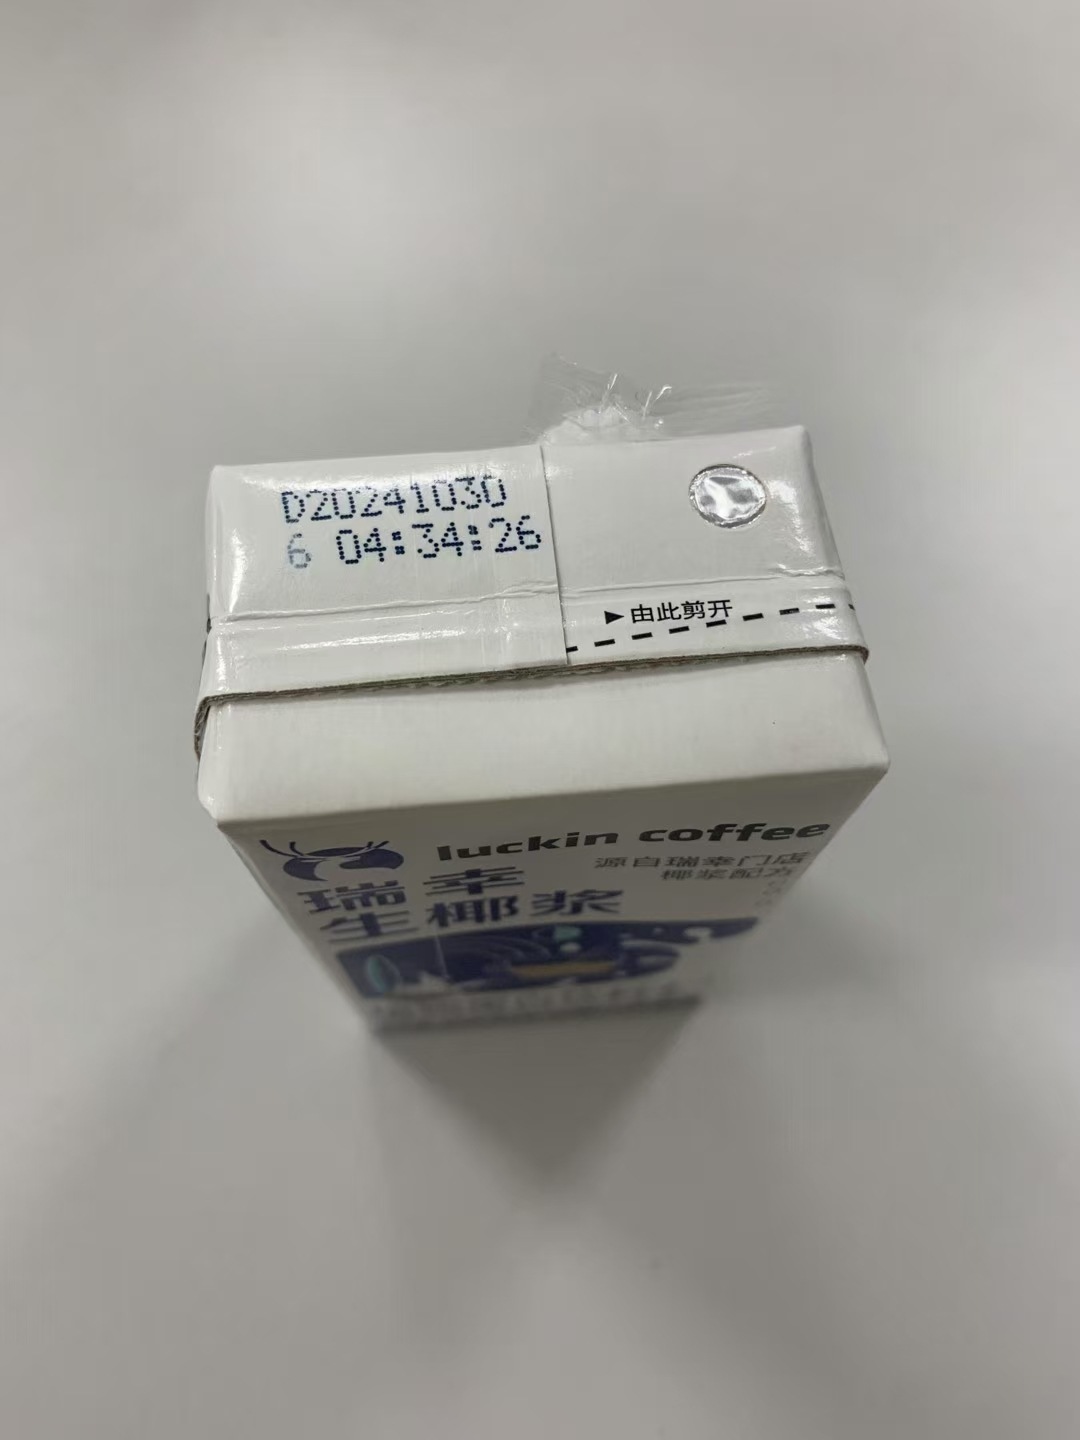 D20241030
6 04:34:26
▶由此剪开
luckin coffee
源自瑞幸门店
椰浆配方
瑞幸
生椰浆